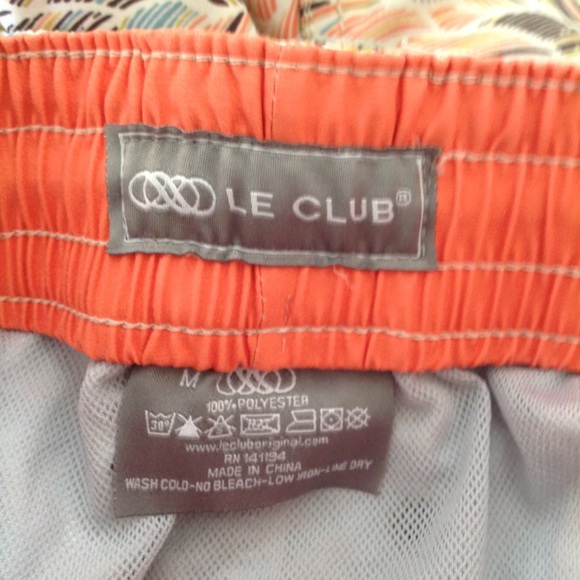 LE CLUB®
M
100% POLYESTER
30°
www.lecluboriginal.com
RN 141194
MADE IN CHINA
WASH COLD-NO BLEACH-LOW IRON-LINE DRY